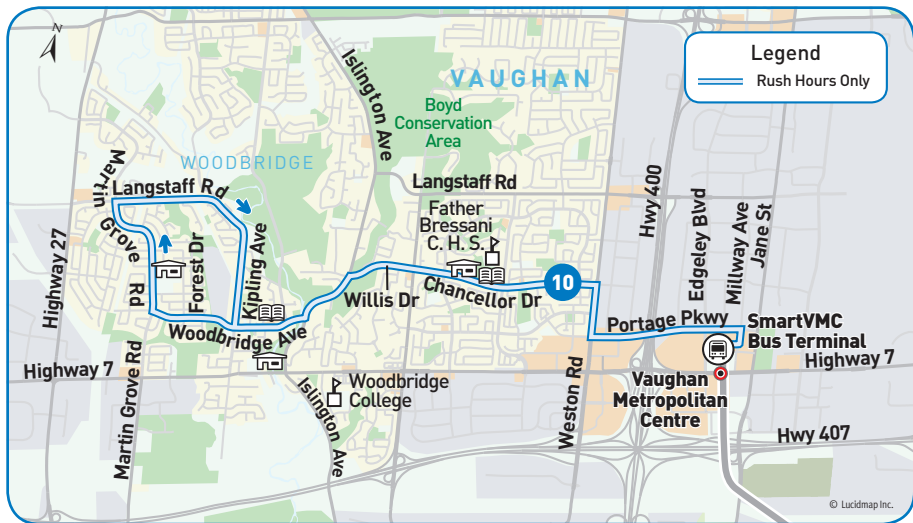 N
Legend
Rush Hours Only
Islington Ave
VAUGHAN
Boyd
Conservation
Area
WOODBRIDGE
Martin Grove Rd
Langstaff Rd
Langstaff Rd
Father
Bressani
C. H. S.
Hwy 400
Edgeley Blvd
Millway Ave
Jane St
Highway 27
Forest Dr
Kipling Ave
Willis Dr
Chancellor Dr
10
Portage Pkwy
SmartVMC
Bus Terminal
Woodbridge Ave
Highway 7
Highway 7
Martin Grove Rd
Islington Ave
Woodbridge
College
Weston Rd
Vaughan
Metropolitan
Centre
Hwy 407
© Lucidmap Inc.